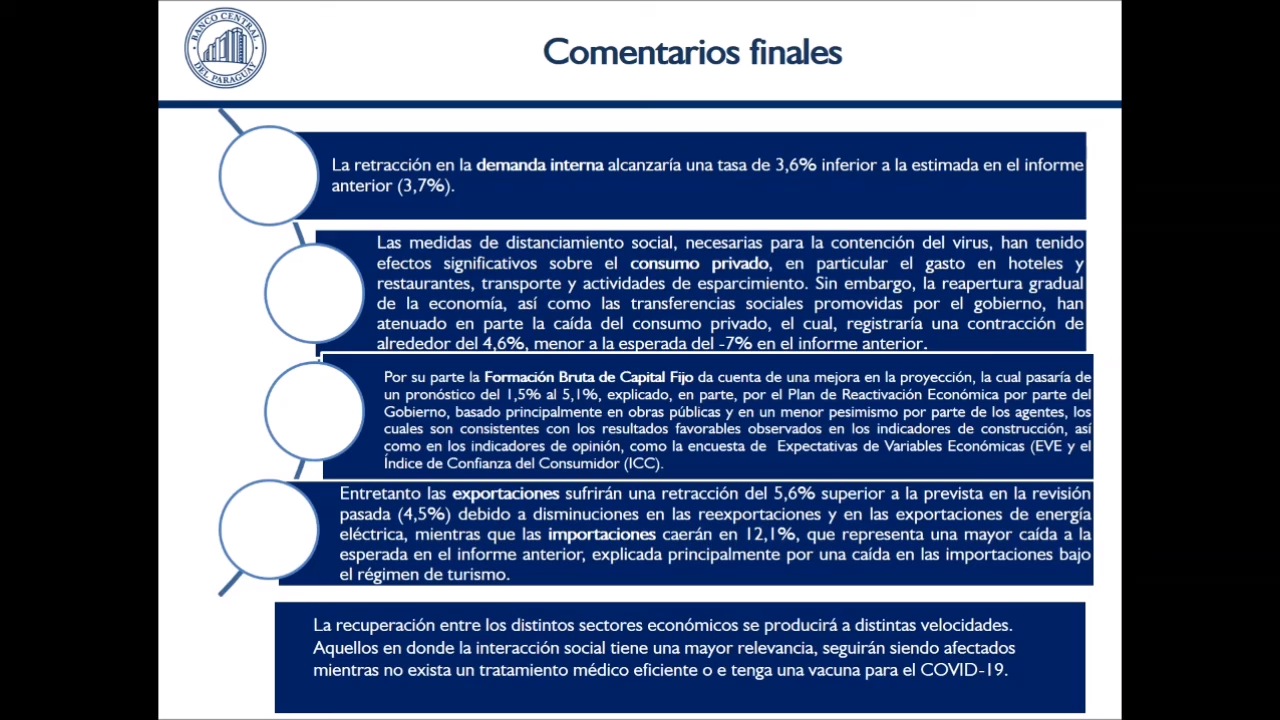 BANCO CENTRAL
DEL PARAGUAY
Comentarios finales
La retracción en la demanda interna alcanzaría una tasa de 3,6% inferior a la estimada en el informe
anterior (3,7%).
Las medidas de distanciamiento social, necesarias para la contención del virus, han tenido
efectos significativos sobre el consumo privado, en particular el gasto en hoteles y
restaurantes, transporte y actividades de esparcimiento. Sin embargo, la reapertura gradual
de la economía, así como las transferencias sociales promovidas por el gobierno, han
atenuado en parte la caída del consumo privado, el cual, registraría una contracción de
alrededor del 4,6%, menor a la esperada del -7% en el informe anterior.
Por su parte la Formación Bruta de Capital Fijo da cuenta de una mejora en la proyección, la cual pasaría de
un pronóstico del 1,5% al 5,1%, explicado, en parte, por el Plan de Reactivación Económica por parte del
Gobierno, basado principalmente en obras públicas y en un menor pesimismo por parte de los agentes, los
cuales son consistentes con los resultados favorables observados en los indicadores de construcción, así
como en los indicadores de opinión, como la encuesta de Expectativas de Variables Económicas (EVE y el
Índice de Confianza del Consumidor (ICC).
Entretanto las exportaciones sufrirán una retracción del 5,6% superior a la prevista en la revisión
pasada (4,5%) debido a disminuciones en las reexportaciones y en las exportaciones de energía
eléctrica, mientras que las importaciones caerán en 12,1%, que representa una mayor caída a la
esperada en el informe anterior, explicada principalmente por una caída en las importaciones bajo
el régimen de turismo.
La recuperación entre los distintos sectores económicos se producirá a distintas velocidades.
Aquellos en donde la interacción social tiene una mayor relevancia, seguirán siendo afectados
mientras no exista un tratamiento médico eficiente o e tenga una vacuna para el COVID-19.